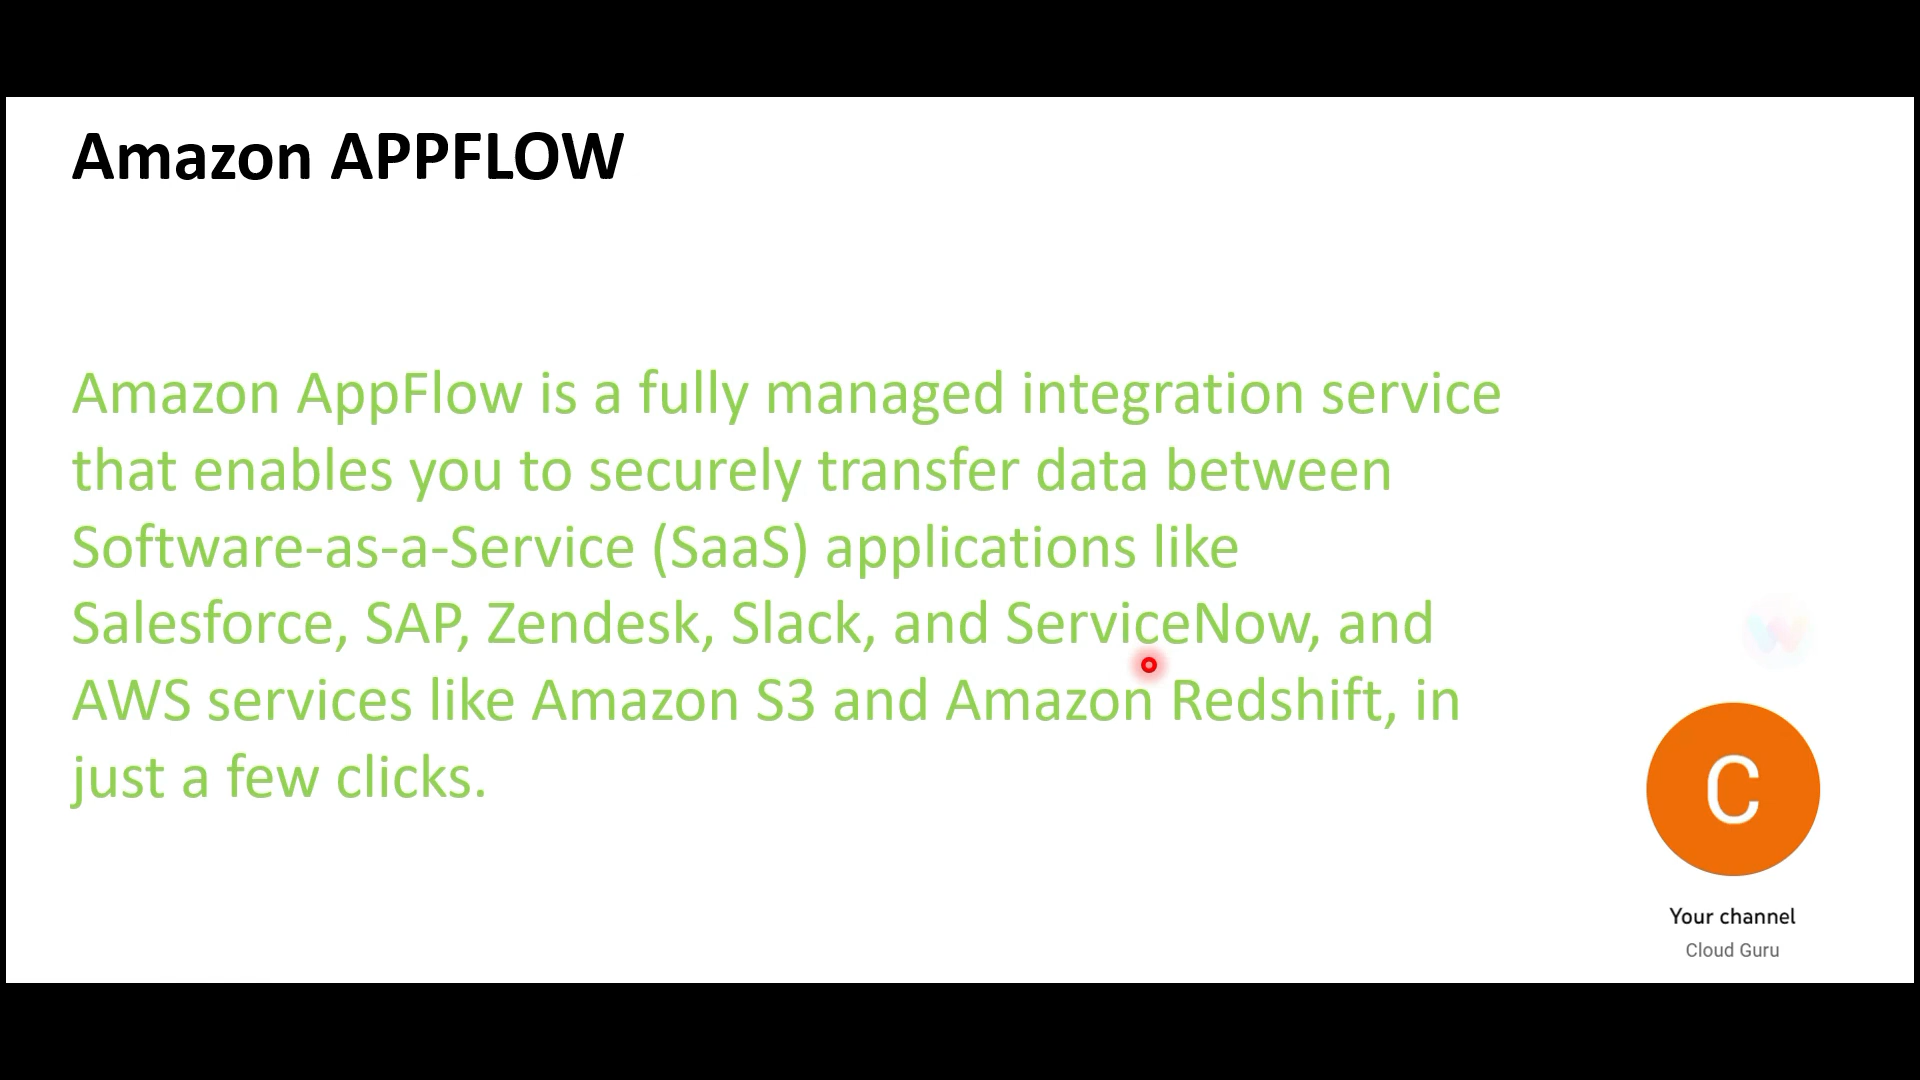 Amazon APPFLOW
Amazon AppFlow is a fully managed integration service
that enables you to securely transfer data between
Software-as-a-Service (SaaS) applications like
Salesforce, SAP, Zendesk, Slack, and ServiceNow, and
AWS services like Amazon S3 and Amazon Redshift, in
just a few clicks.
C
Your channel
Cloud Guru